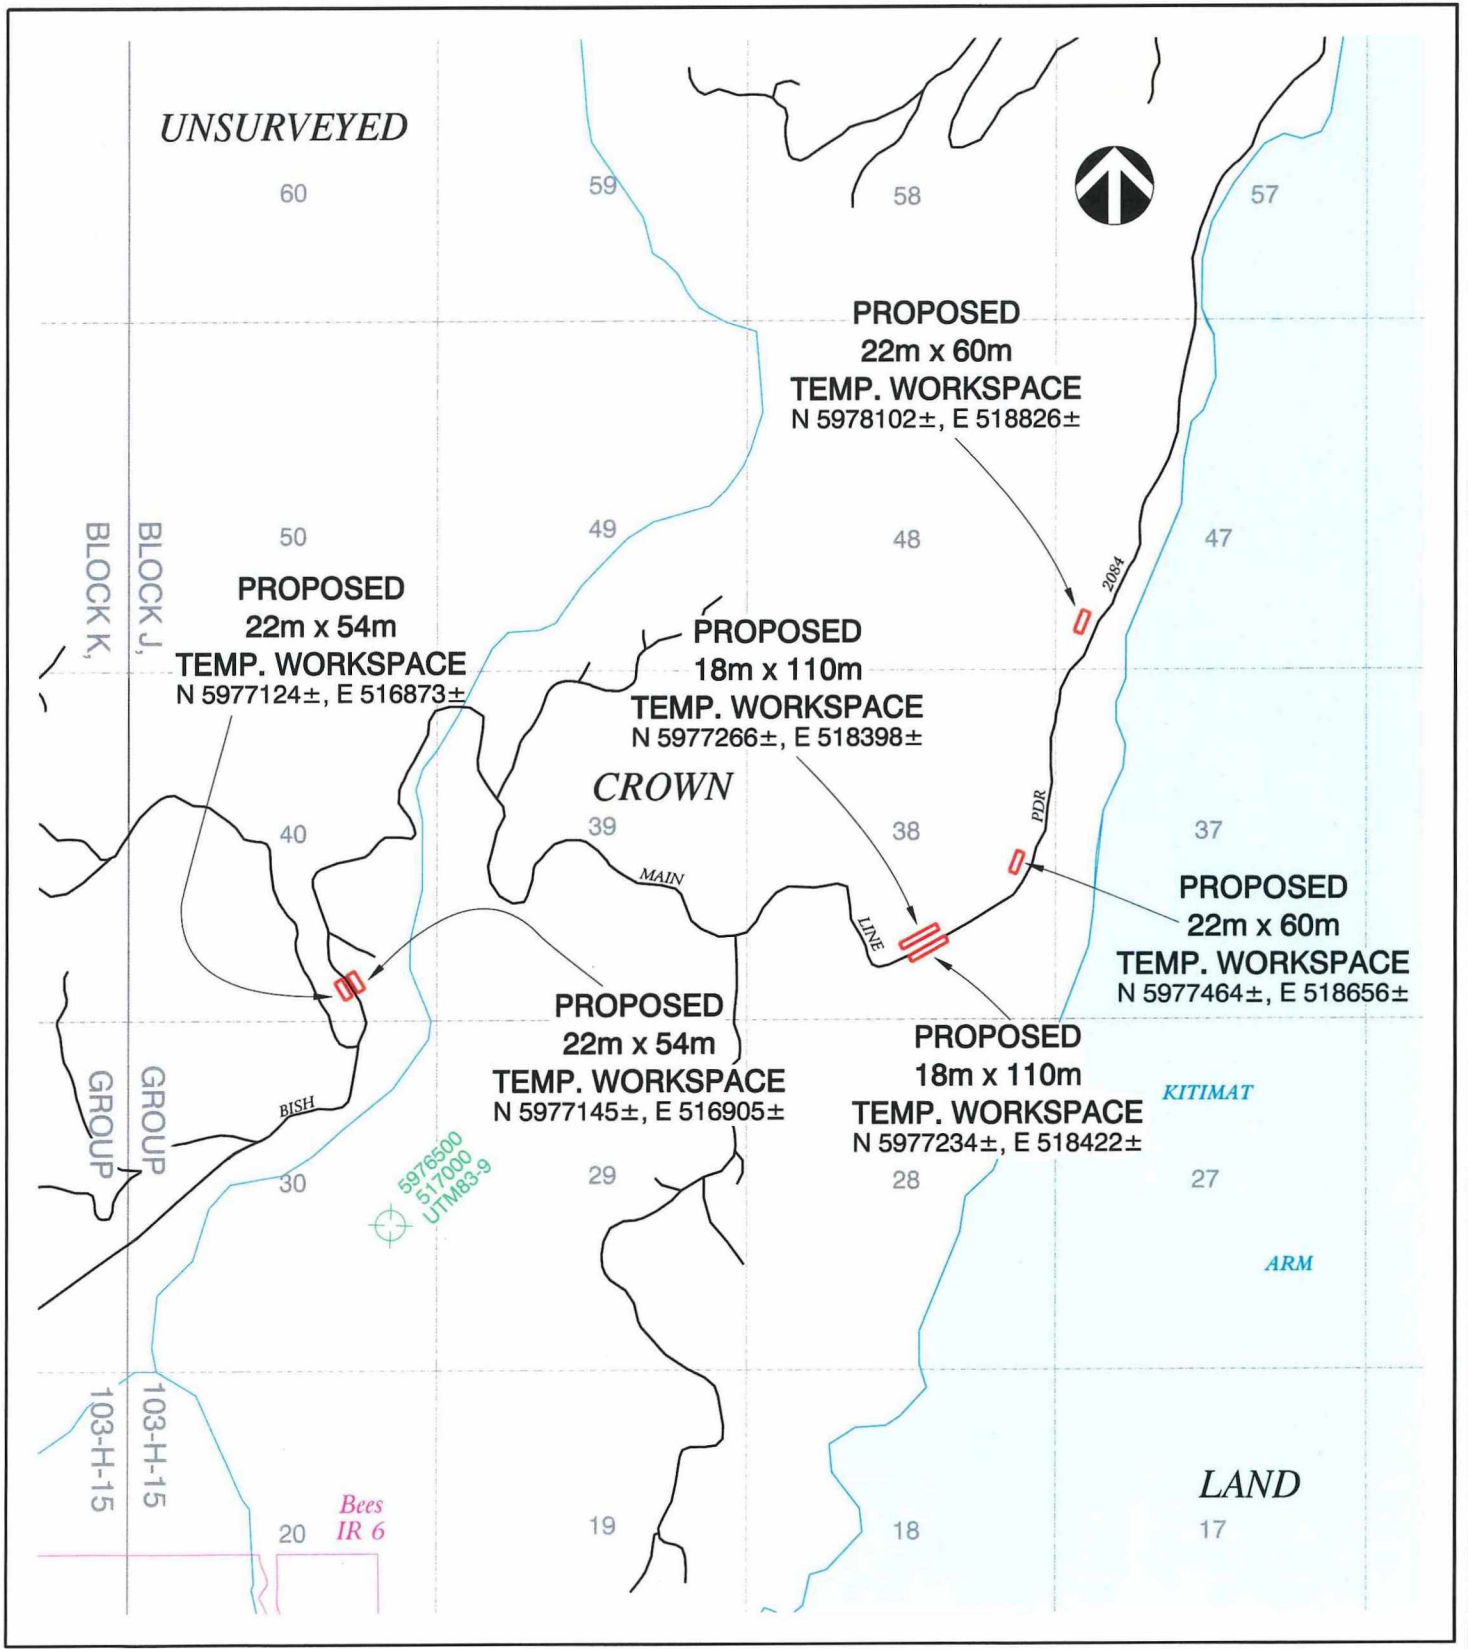 UNSURVEYED
60
59
58
57
PROPOSED
22m x 60m
TEMP. WORKSPACE
N 5978102±, E 518826±
BLOCK K,
BLOCK J,
50
49
48
47
2084
PROPOSED
22m x 54m
TEMP. WORKSPACE
N 5977124±, E 516873±
PROPOSED
18m x 110m
TEMP. WORKSPACE
N 5977266±, E 518398±
CROWN
40
39
38
37
PDR
MAIN
LINE
PROPOSED
22m x 60m
TEMP. WORKSPACE
N 5977464±, E 518656±
PROPOSED
22m x 54m
TEMP. WORKSPACE
N 5977145±, E 516905±
PROPOSED
18m x 110m
TEMP. WORKSPACE
N 5977234±, E 518422±
GROUP
GROUP
BISH
KITIMAT
5976500
517000
UTM83-9
30
29
28
27
ARM
103-H-15
103-H-15
LAND
Bees
IR 6
20
19
18
17